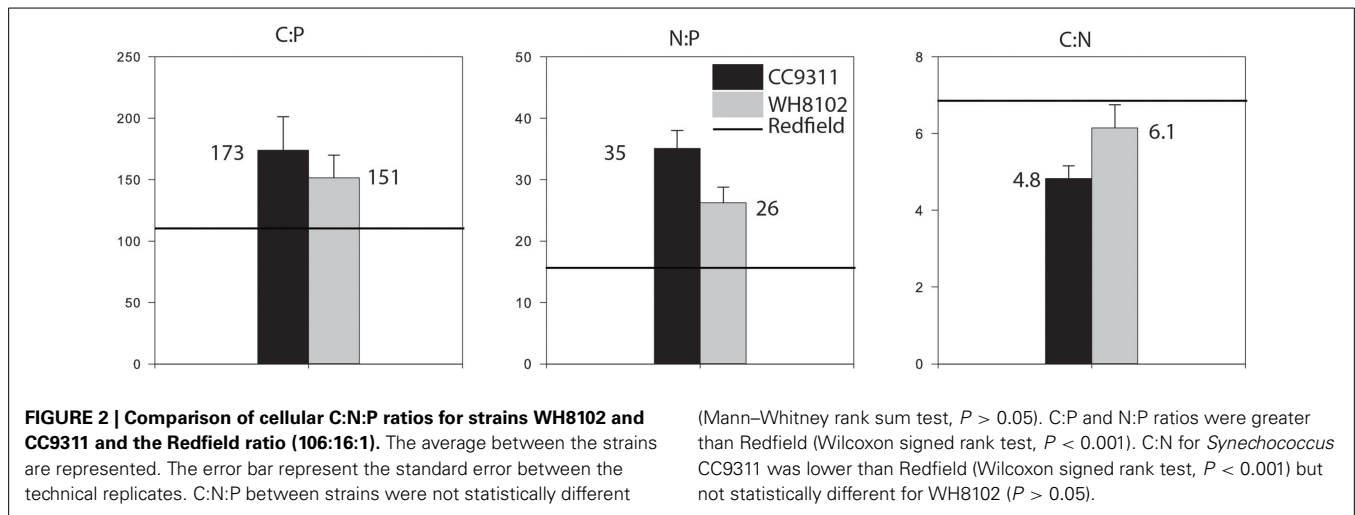 C:P
N:P
C:N
250
200
150
100
50
0
173
151
50
40
30
20
10
0
35
26
CC9311
WH8102
Redfield
8
6
4
2
0
4.8
6.1
FIGURE 2 | Comparison of cellular C:N:P ratios for strains WH8102 and
CC9311 and the Redfield ratio (106:16:1). The average between the strains
are represented. The error bar represent the standard error between the
technical replicates. C:N:P between strains were not statistically different
(Mann–Whitney rank sum test, P > 0.05). C:P and N:P ratios were greater
than Redfield (Wilcoxon signed rank test, P < 0.001). C:N for Synechococcus
CC9311 was lower than Redfield (Wilcoxon signed rank test, P < 0.001) but
not statistically different for WH8102 (P > 0.05).